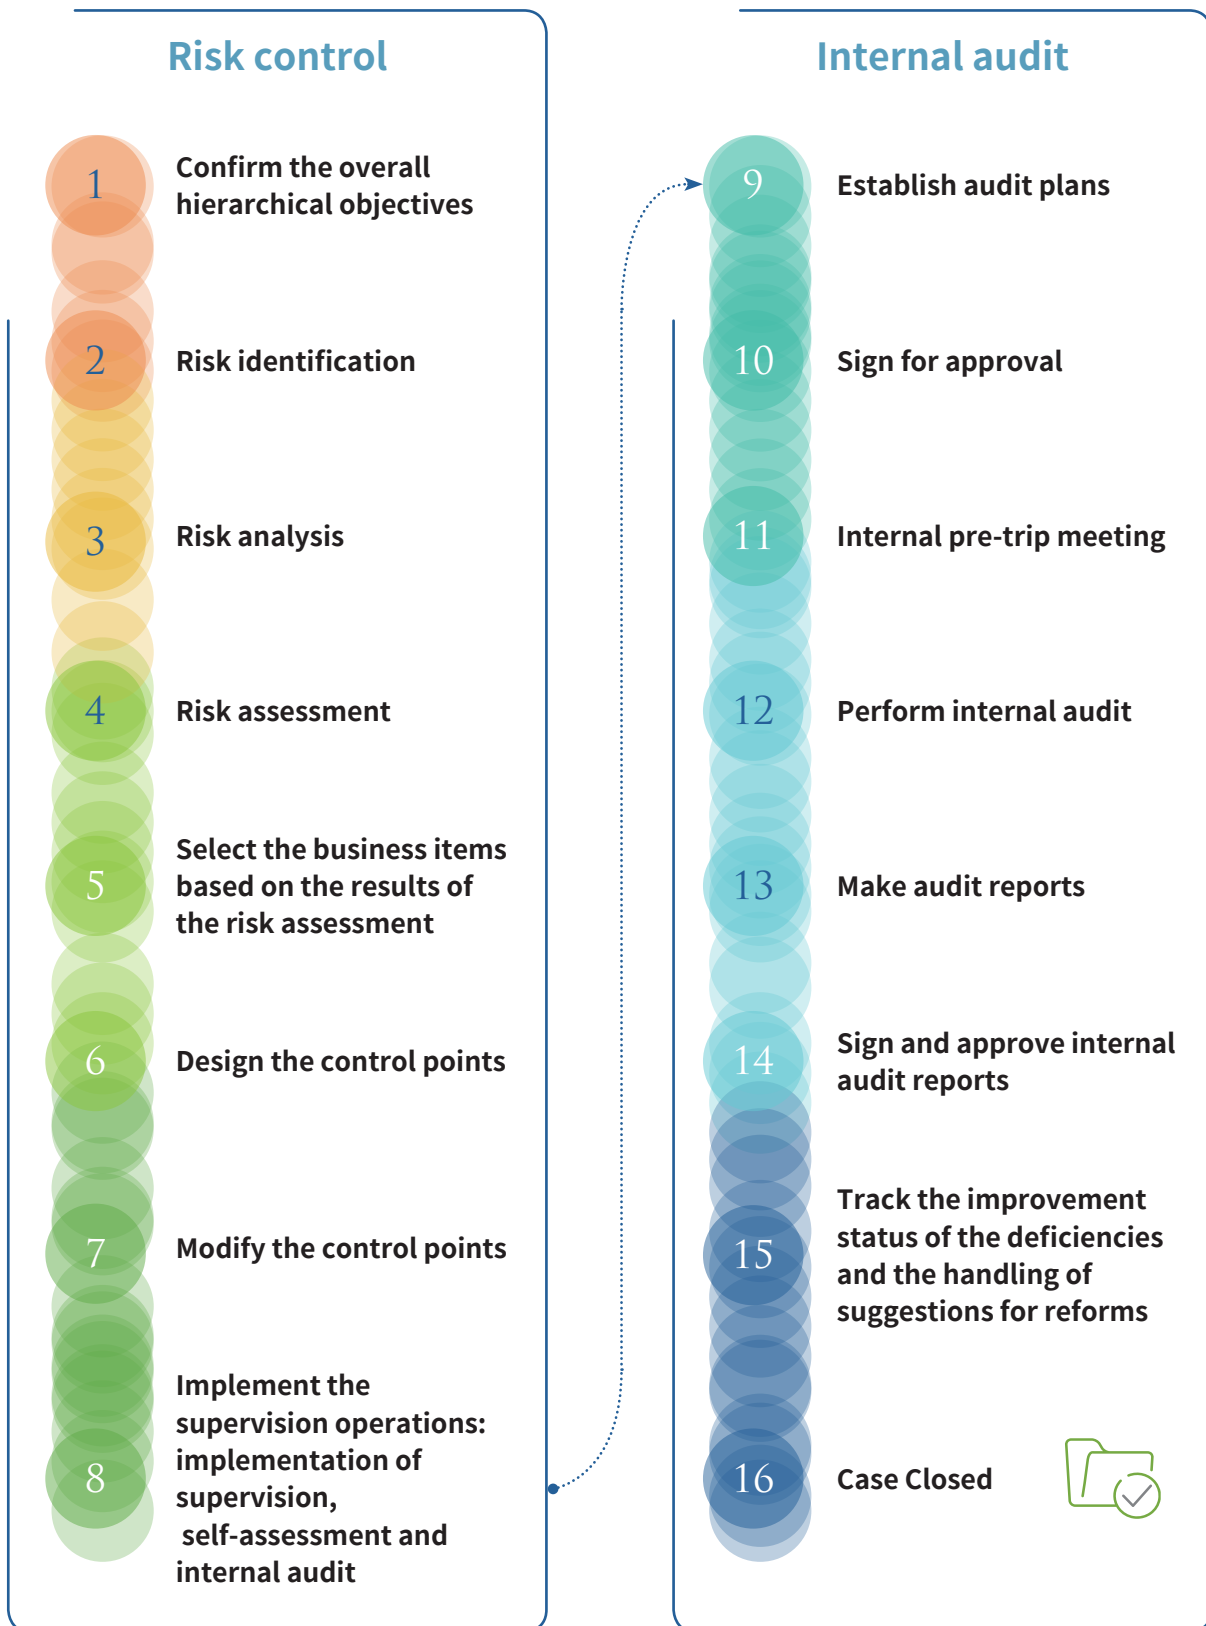 Risk control
1
Confirm the overall
hierarchical objectives
2
Risk identification
3
Risk analysis
4
Risk assessment
5
Select the business items
based on the results of
the risk assessment
6
Design the control points
7
Modify the control points
8
Implement the
supervision operations:
implementation of
supervision,
self-assessment and
internal audit
Internal audit
9
Establish audit plans
10
Sign for approval
11
Internal pre-trip meeting
12
Perform internal audit
13
Make audit reports
14
Sign and approve internal
audit reports
15
Track the improvement
status of the deficiencies
and the handling of
suggestions for reforms
16
Case Closed